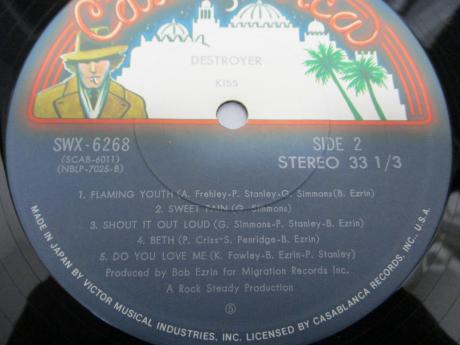 Casablanca
DESTROYER
KISS
SWX-6268
(SCAB-6011)
(NBLP-7025-B)
SIDE 2
STEREO 33 1/3
1. FLAMING YOUTH (A. Frehley-P. Stanley-G. Simmons(B. Ezrin)
2. SWEET PAIN (G. Simmons)
3. SHOUT IT OUT LOUD (G. Simmons-P. Stanley-B. Ezrin)
4. BETH (P. Criss-S. Penridge-B. Ezrin)
5. DO YOU LOVE ME (K. Fowley-B. Ezrin-P. Stanley)
Produced by Bob Ezrin for Migration Records Inc.
A Rock Steady Production
Ⓢ
MADE IN JAPAN BY VICTOR MUSICAL INDUSTRIES, INC. LICENSED BY CASABLANCA RECORDS, INC., U.S.A.